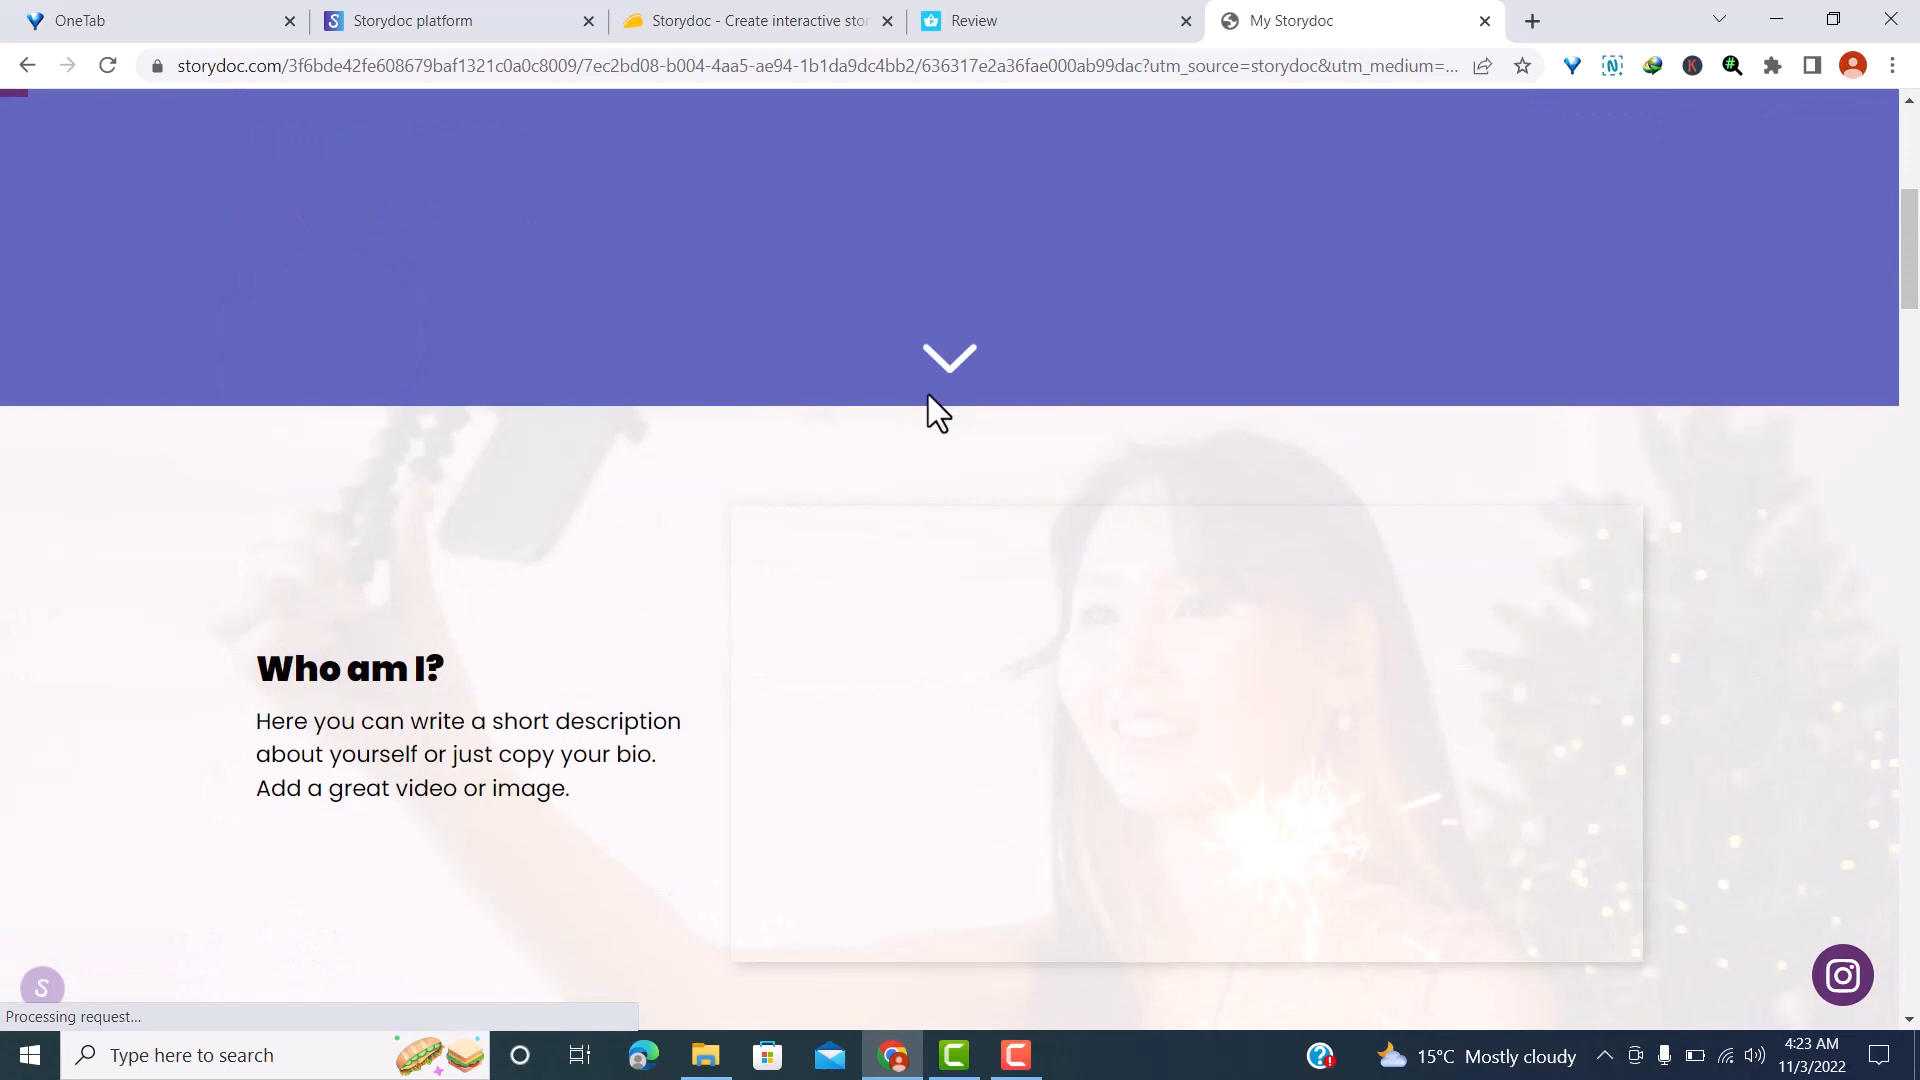 OneTab
Storydoc platform
Storydoc - Create interactive stor
Review
My Storydoc
storydoc.com/3f6bde42fe608679baf1321c0a0c8009/7ec2bd08-b004-4aa5-ae94-1b1da9dc4bb2/636317e2a36fae000ab99dac?utm_source=storydoc&utm_medium=...
Who am I?
Here you can write a short description
about yourself or just copy your bio.
Add a great video or image.
S
Processing request...
Type here to search
15°C Mostly cloudy
4:23 AM
11/3/2022